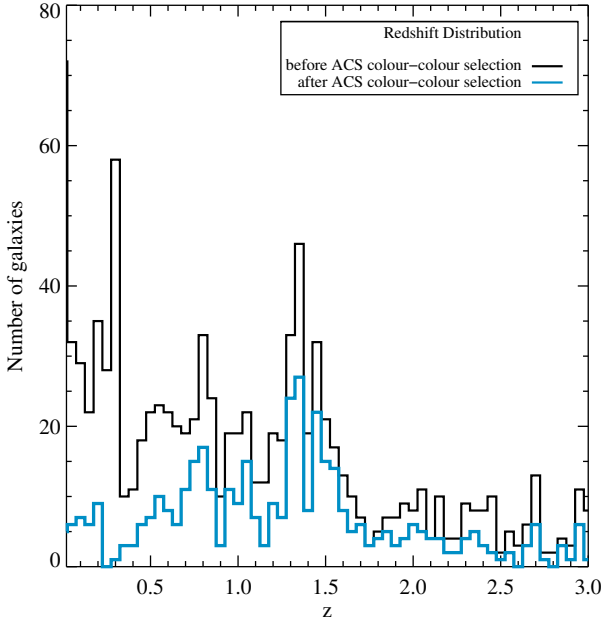 Redshift Distribution
before ACS colour−colour selection
after ACS colour−colour selection
80
60
40
20
0
Number of galaxies
0.5 1.0 1.5 2.0 2.5 3.0
z